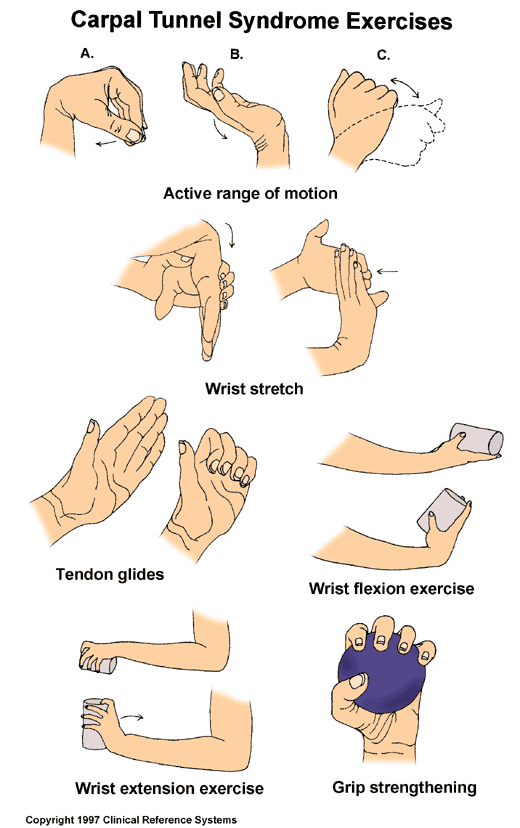 Carpal Tunnel Syndrome Exercises
A. B. C.
Active range of motion
Wrist stretch
Tendon glides
Wrist flexion exercise
Wrist extension exercise
Grip strengthening
Copyright 1997 Clinical Reference Systems